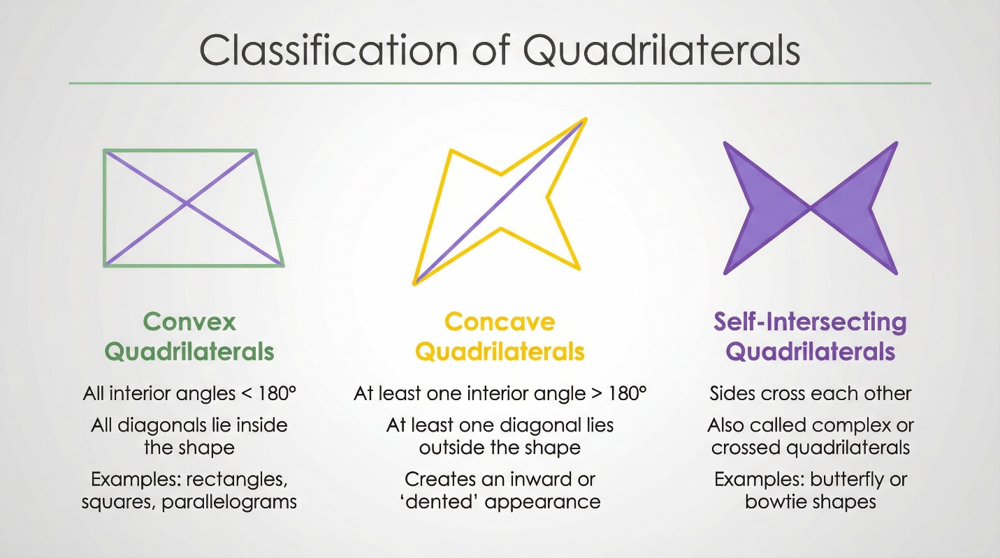 Classification of Quadrilaterals
Convex
Quadrilaterals
All interior angles < 180°
All diagonals lie inside
the shape
Examples: rectangles,
squares, parallelograms
Concave
Quadrilaterals
At least one interior angle > 180°
At least one diagonal lies
outside the shape
Creates an inward or
‘dented’ appearance
Self-Intersecting
Quadrilaterals
Sides cross each other
Also called complex or
crossed quadrilaterals
Examples: butterfly or
bowtie shapes